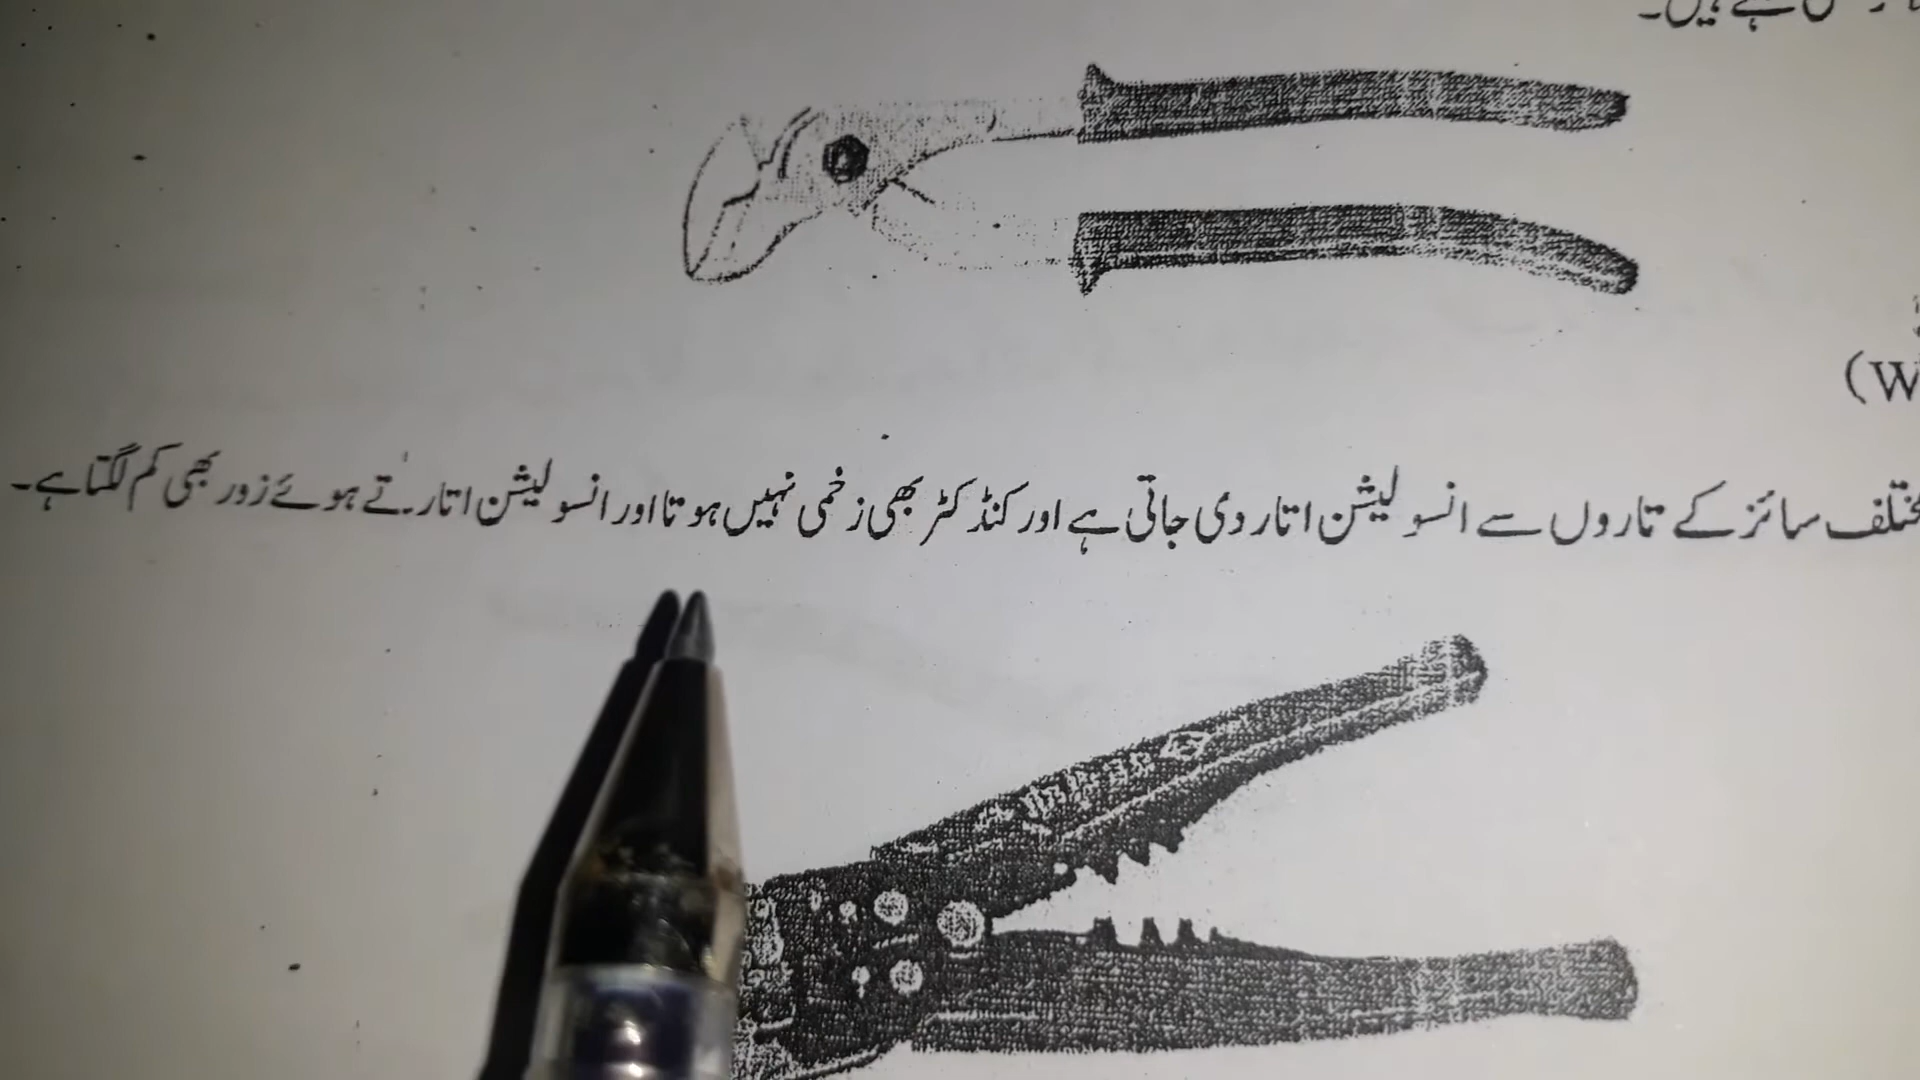 ہیں۔
(W
مختلف سائز کے تاروں سے انسولیشن اتار دی جاتی ہے اور کنڈکٹر بھی زخمی نہیں ہوتا اور انسولیشن اتارتے ہوئے زور بھی کم لگتا ہے۔